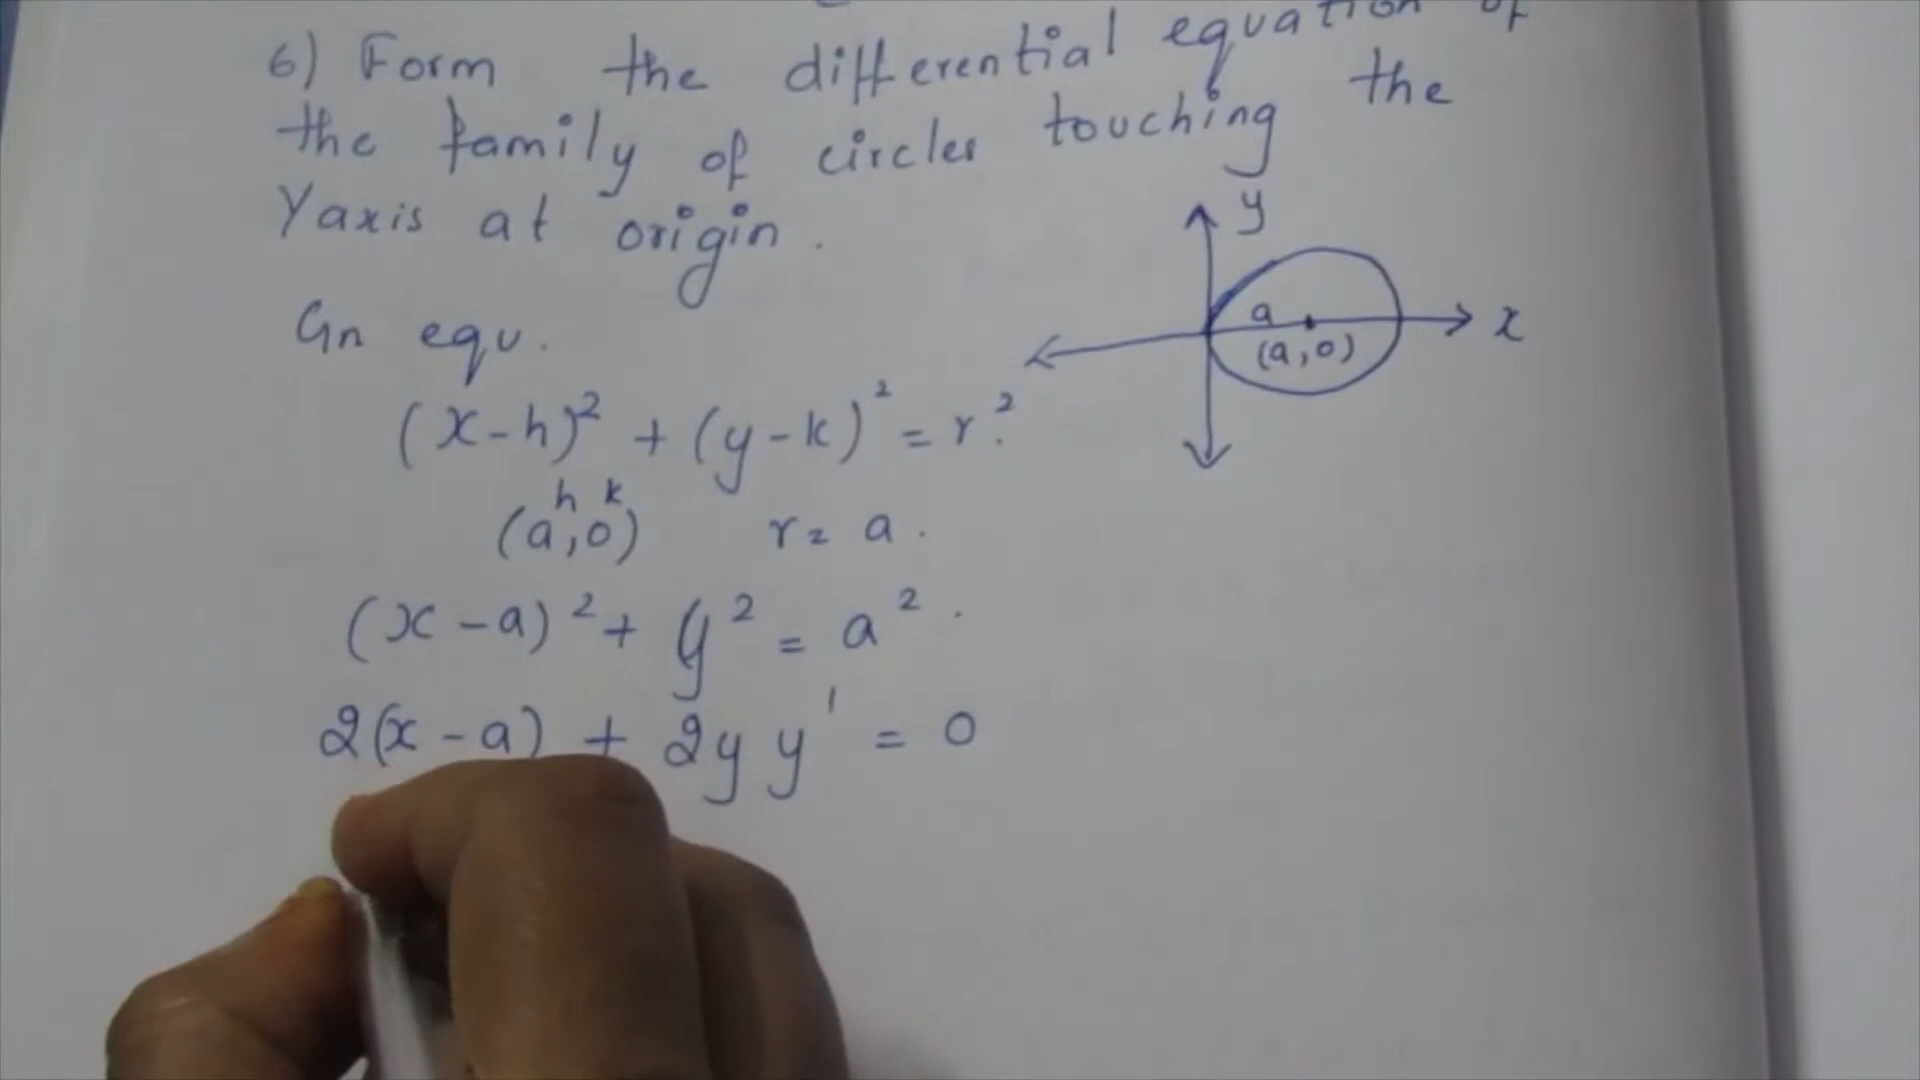 6) Form the differential equation of
the family of circles touching the
Y axis at origin.
y
a
x
(a,0)
Gn equ.
(x-h)² + (y-k)² = r².
h k
(a,0) r = a.
(x-a)² + y² = a².
2(x-a) + 2yy' = 0